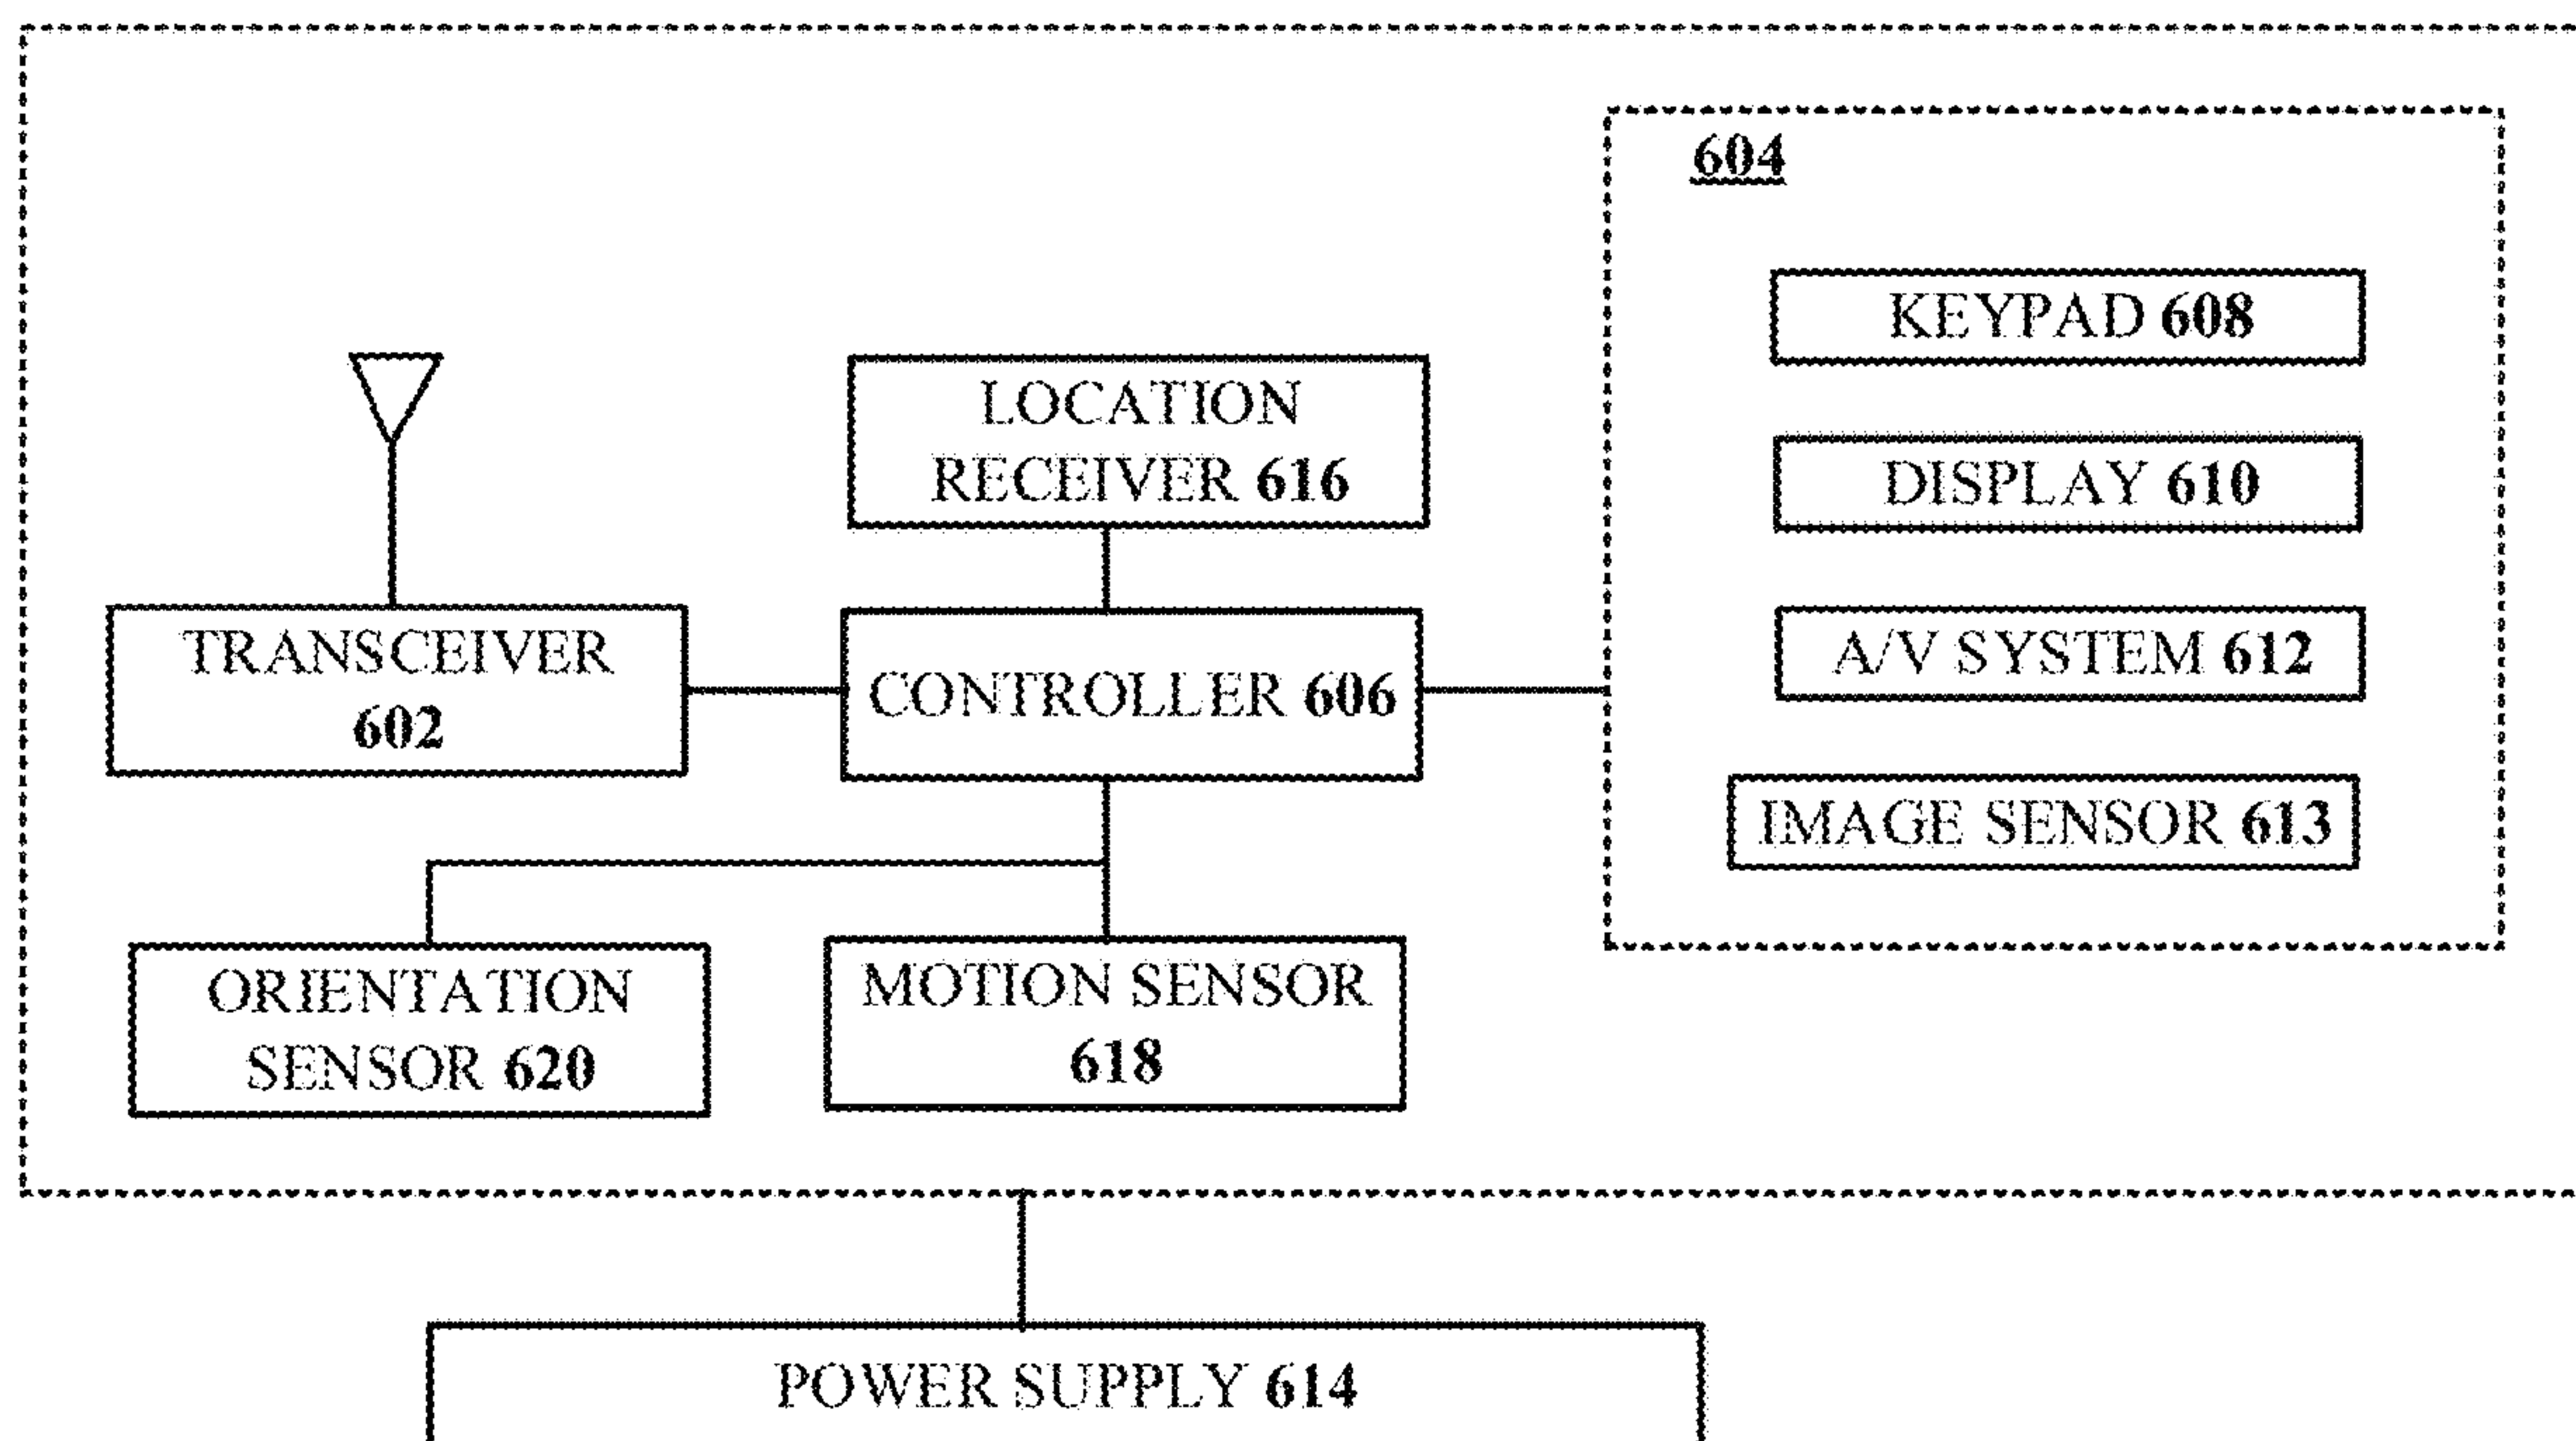 604
KEYPAD 608
LOCATION
RECEIVER 616
DISPLAY 610
TRANSCEIVER
602
CONTROLLER 606
A/V SYSTEM 612
IMAGE SENSOR 613
ORIENTATION
SENSOR 620
MOTION SENSOR
618
POWER SUPPLY 614